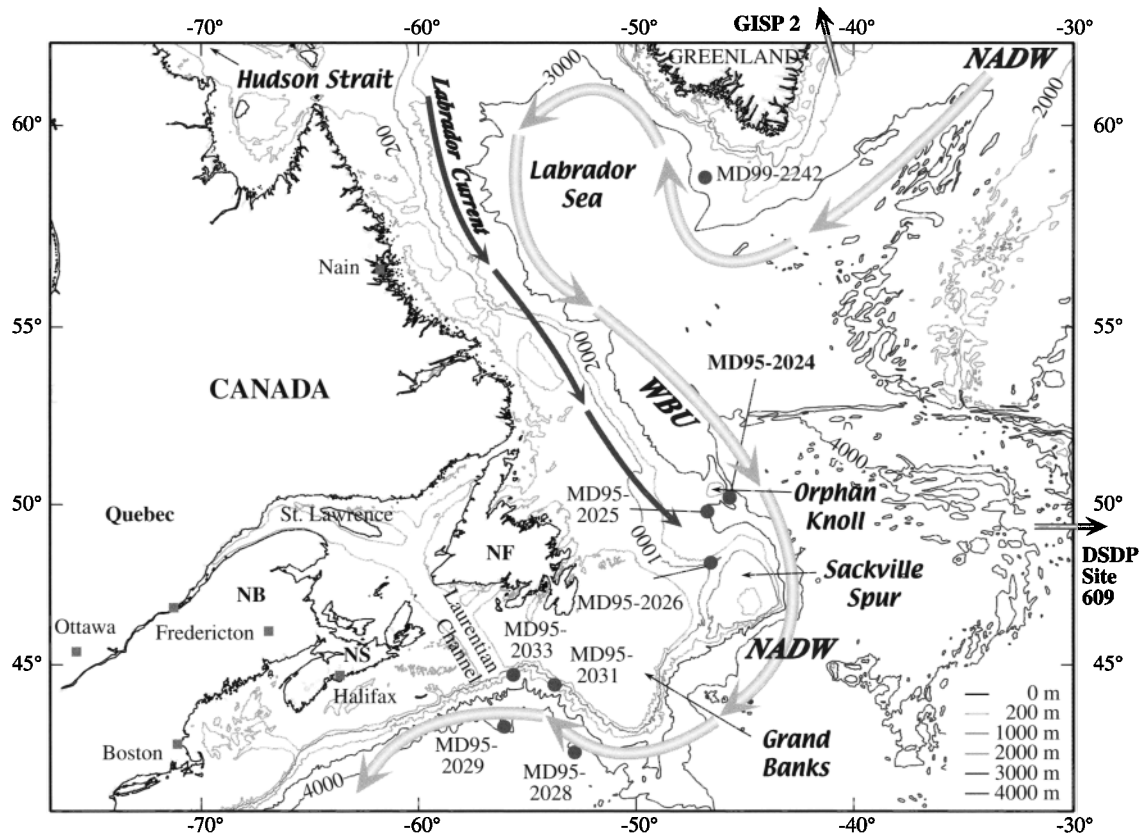 -70°
-60°
-50°
GISP 2
-40°
-30°
Hudson Strait
GREENLAND
NADW
3000
2000
60°
60°
200
Labrador Current
Labrador
Sea
MD99-2242
Nain
55°
55°
2000
MD95-2024
CANADA
WBU
4000
50°
50°
MD95-
2025
Orphan
Knoll
Quebec
St. Lawrence
1000
NF
DSDP
Site
609
Sackville
Spur
NB
MD95-2026
Ottawa
Fredericton
Laurentian
Channel
MD95-
2033
MD95-
2031
NADW
45°
45°
NS
Halifax
0 m
200 m
1000 m
2000 m
3000 m
4000 m
Boston
MD95-
2029
Grand
Banks
4000
MD95-
2028
-70°
-60°
-50°
-40°
-30°